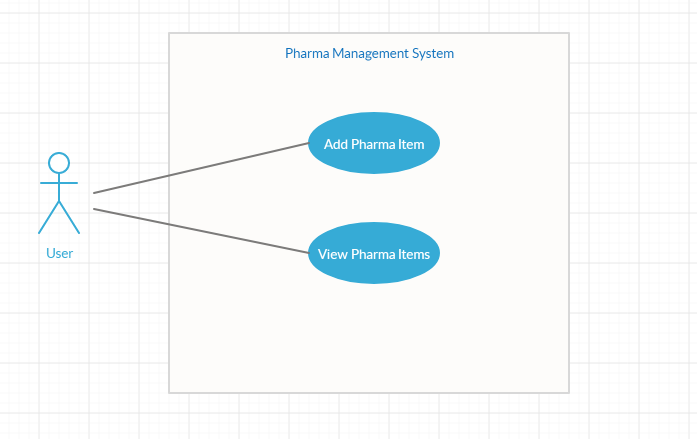 Pharma Management System
Add Pharma Item
View Pharma Items
User